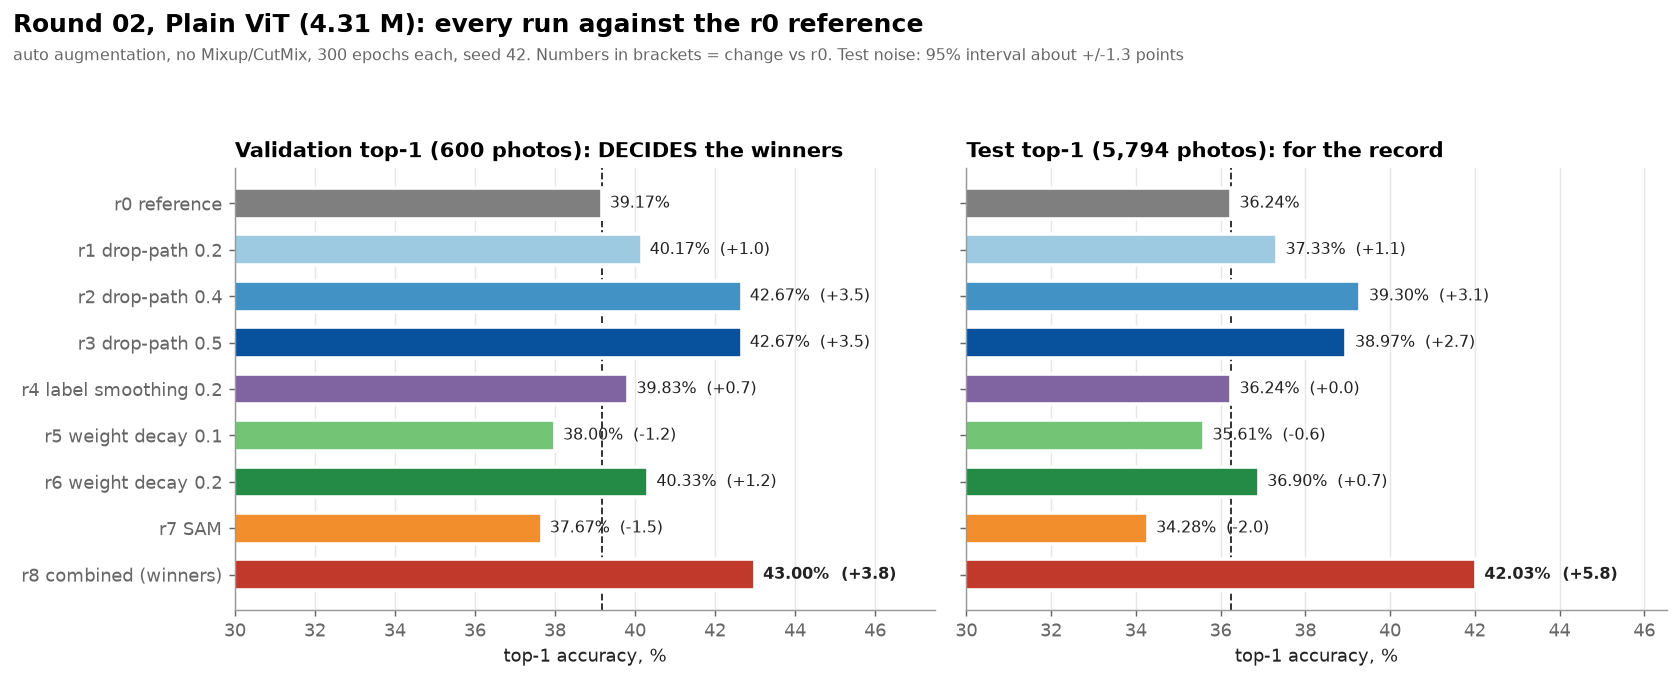 Round 02, Plain ViT (4.31 M): every run against the r0 reference
auto augmentation, no Mixup/CutMix, 300 epochs each, seed 42. Numbers in brackets = change vs r0. Test noise: 95% interval about +/-1.3 points
Validation top-1 (600 photos): DECIDES the winners
r0 reference 39.17%
r1 drop-path 0.2 40.17% (+1.0)
r2 drop-path 0.4 42.67% (+3.5)
r3 drop-path 0.5 42.67% (+3.5)
r4 label smoothing 0.2 39.83% (+0.7)
r5 weight decay 0.1 38.00% (-1.2)
r6 weight decay 0.2 40.33% (+1.2)
r7 SAM 37.67% (-1.5)
r8 combined (winners) 43.00% (+3.8)
30 32 34 36 38 40 42 44 46
top-1 accuracy, %
Test top-1 (5,794 photos): for the record
36.24%
37.33% (+1.1)
39.30% (+3.1)
38.97% (+2.7)
36.24% (+0.0)
35.61% (-0.6)
36.90% (+0.7)
34.28% (-2.0)
42.03% (+5.8)
30 32 34 36 38 40 42 44 46
top-1 accuracy, %